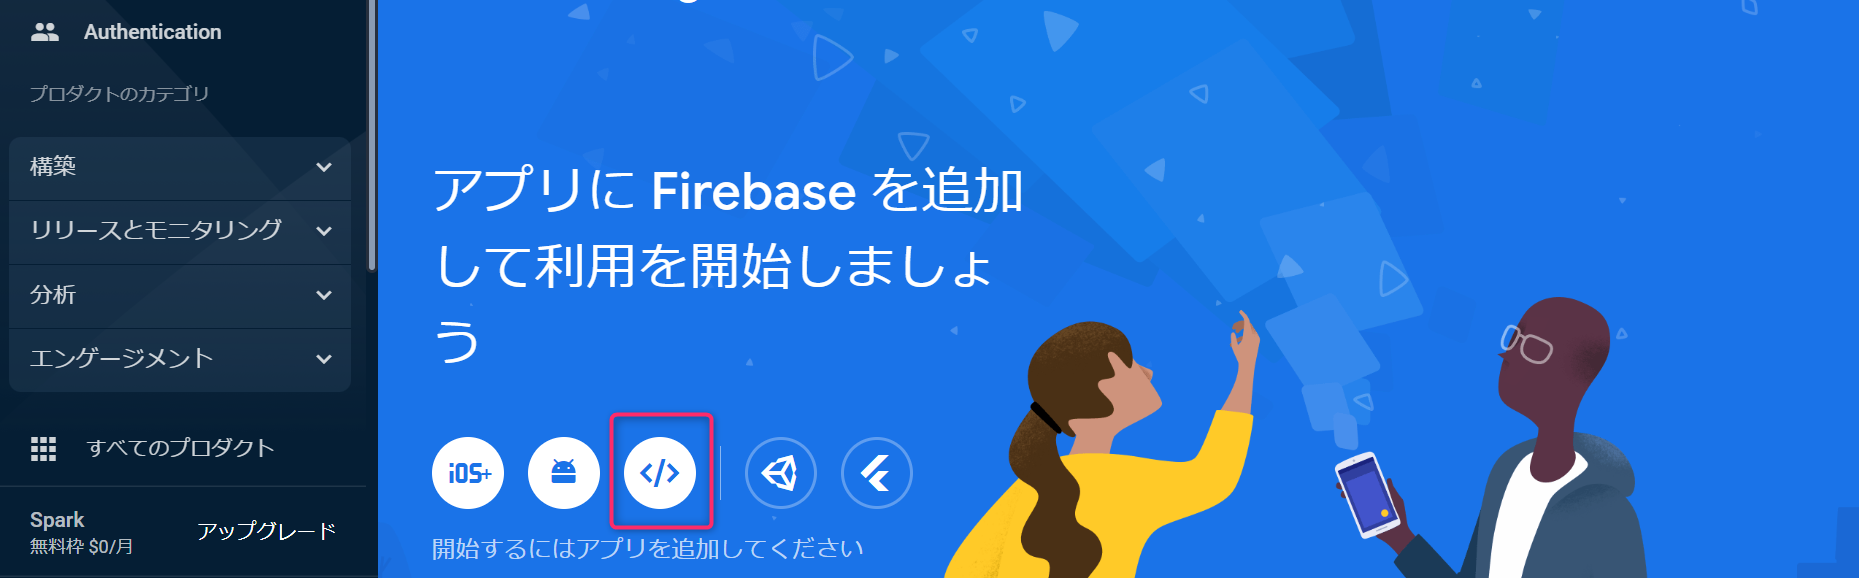 Authentication
プロダクトのカテゴリ
構築
リリースとモニタリング
分析
エンゲージメント
すべてのプロダクト
Spark
無料枠 $0/月
アップグレード
アプリに Firebase を追加
して利用を開始しましょ
う
iOS+
</>
開始するにはアプリを追加してください